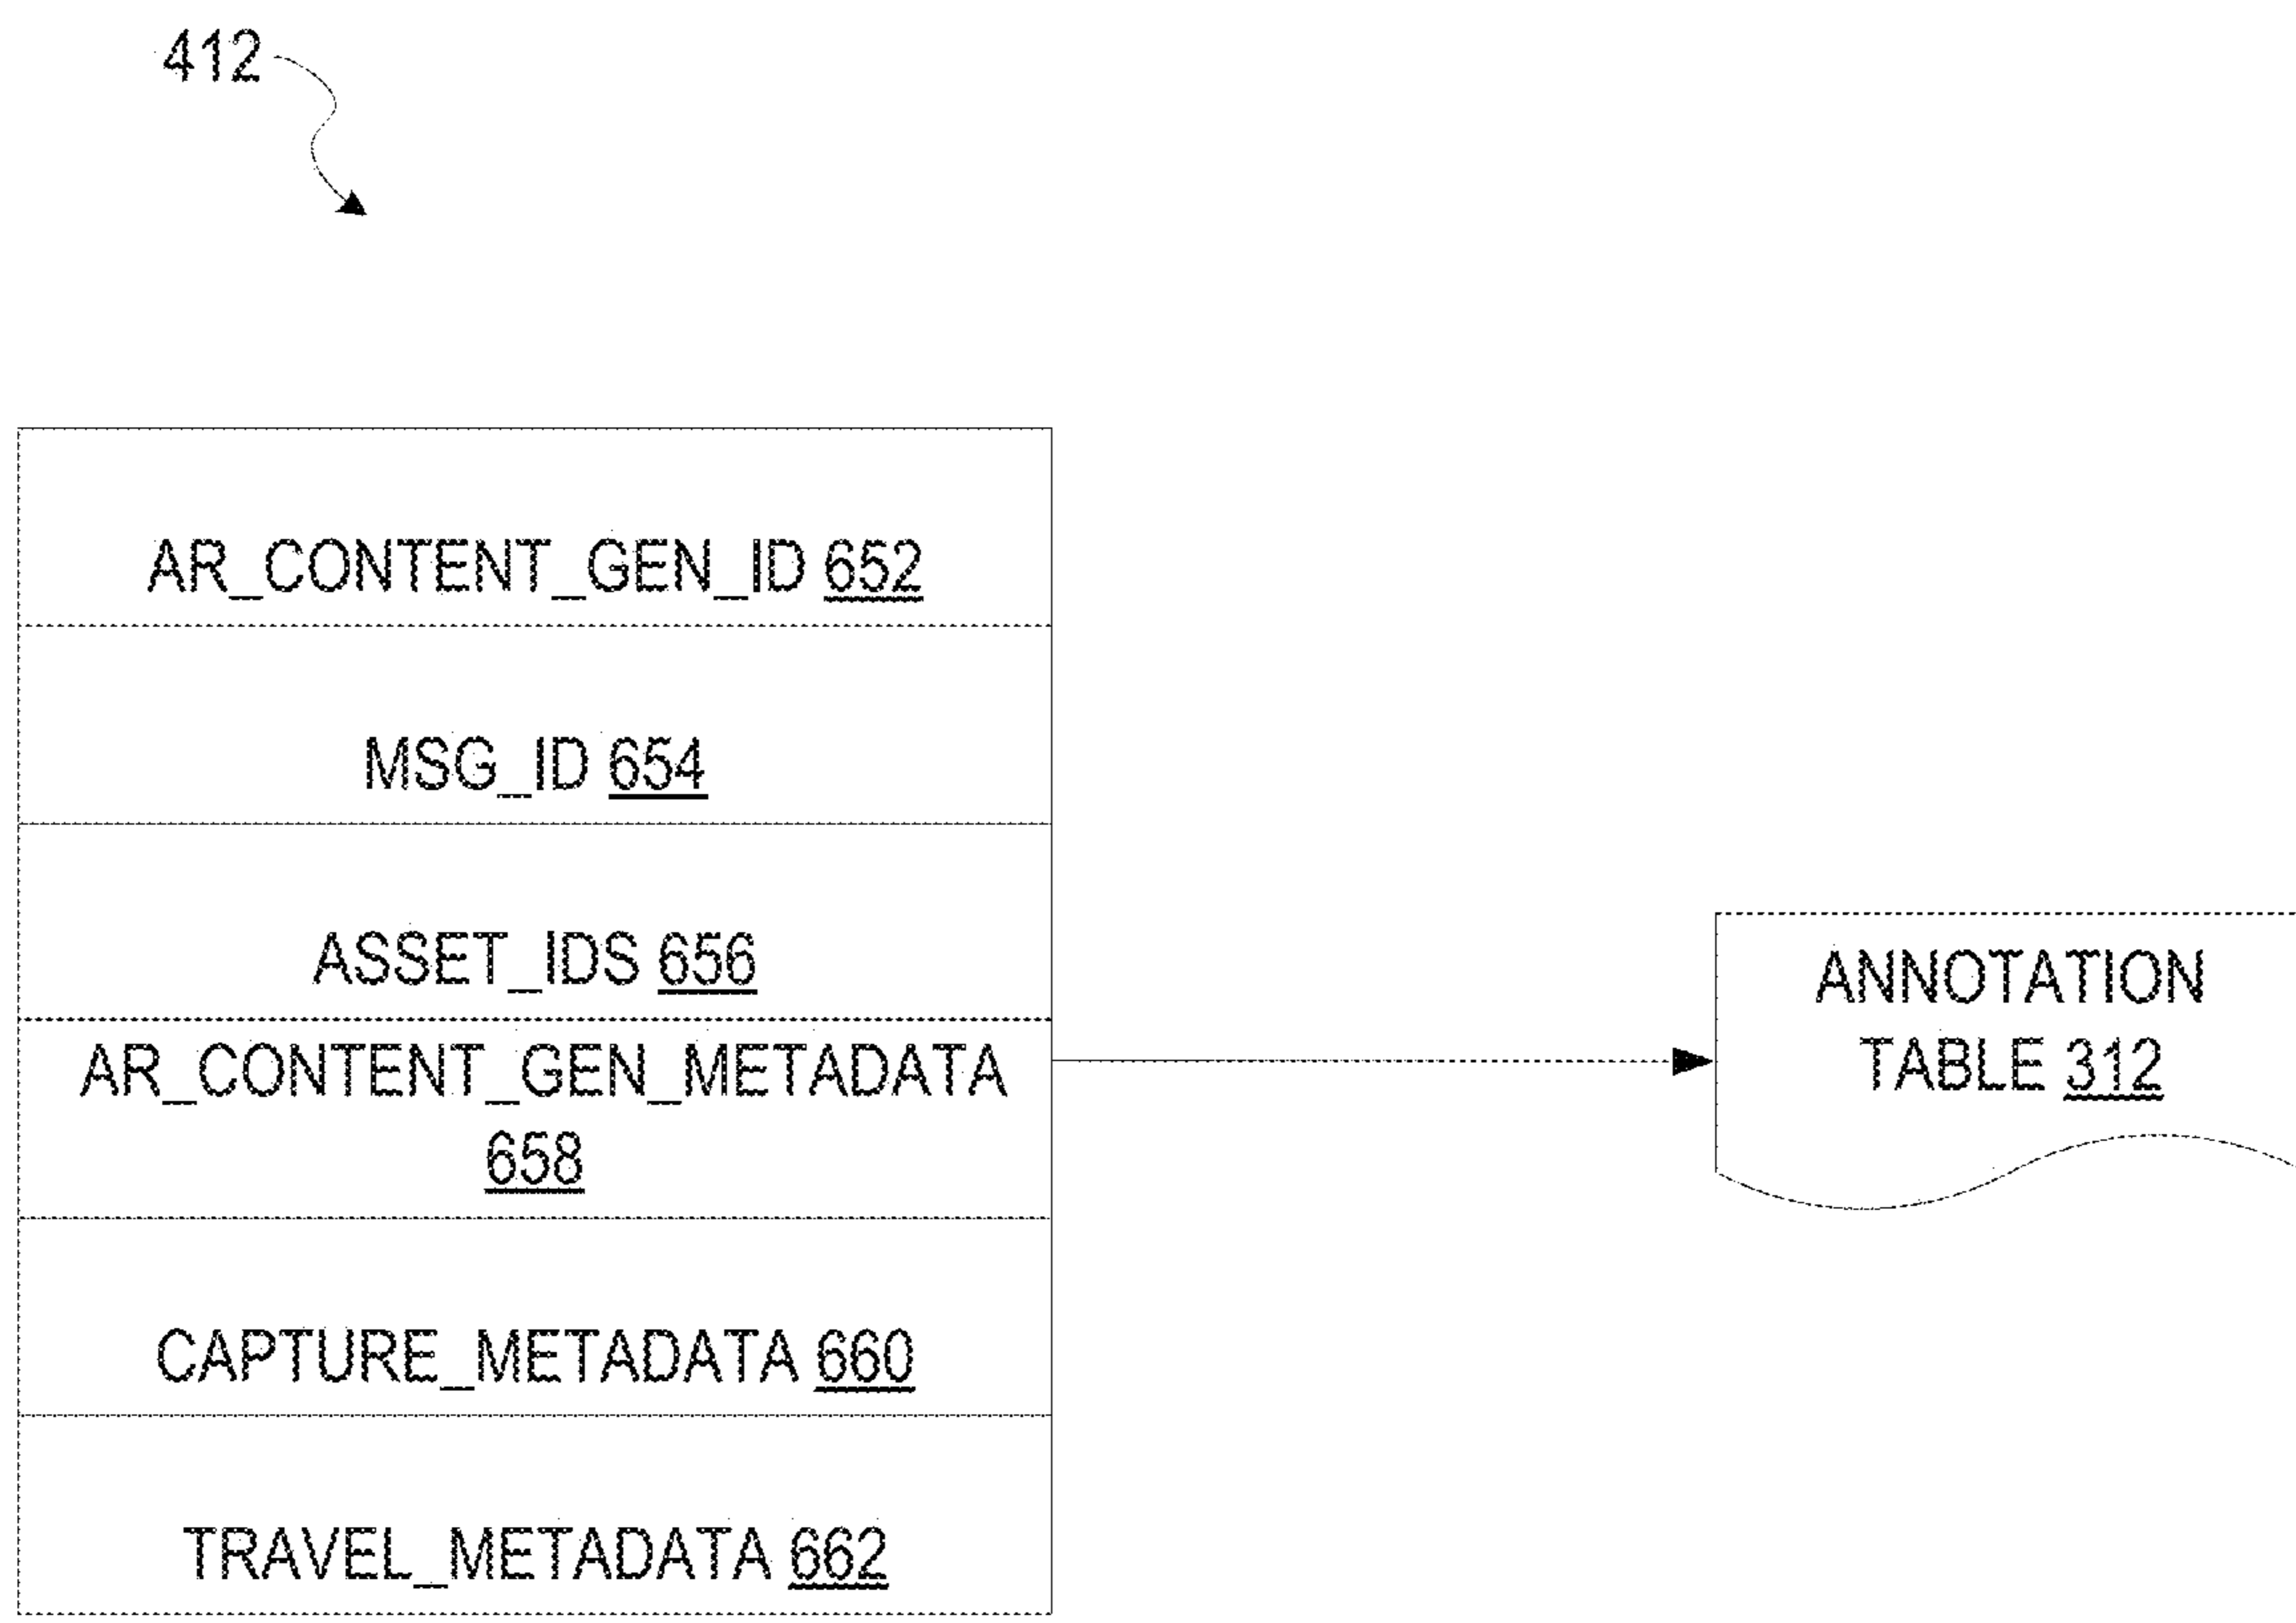 412
AR_CONTENT_GEN_ID 652
MSG_ID 654
ASSET_IDS 656
AR_CONTENT_GEN_METADATA
658
CAPTURE_METADATA 660
TRAVEL_METADATA 662
ANNOTATION
TABLE 312